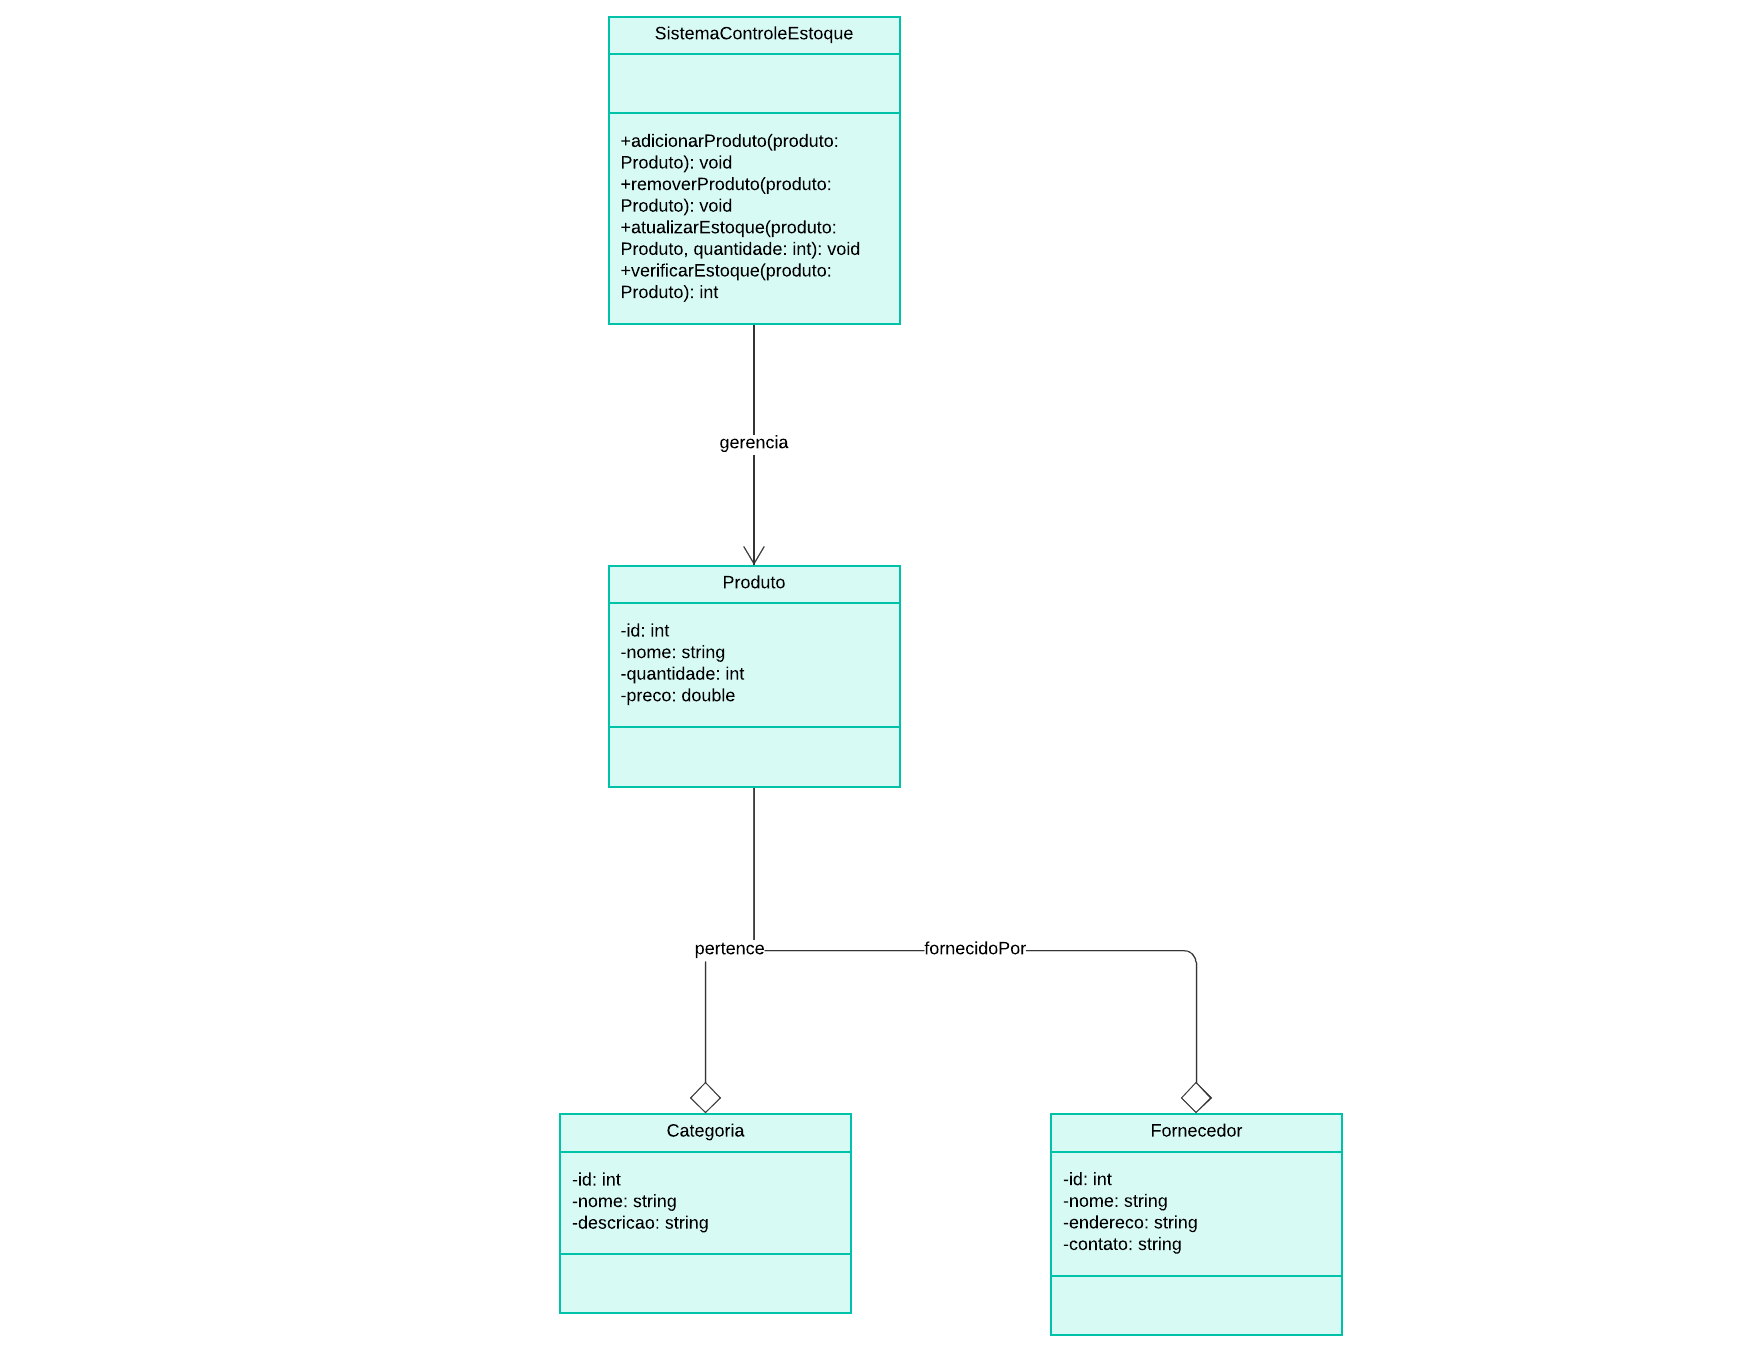 SistemaControleEstoque
+adicionarProduto(produto:
Produto): void
+removerProduto(produto:
Produto): void
+atualizarEstoque(produto:
Produto, quantidade: int): void
+verificarEstoque(produto:
Produto): int
gerencia
Produto
-id: int
-nome: string
-quantidade: int
-preco: double
pertence
fornecidoPor
Categoria
-id: int
-nome: string
-descricao: string
Fornecedor
-id: int
-nome: string
-endereco: string
-contato: string